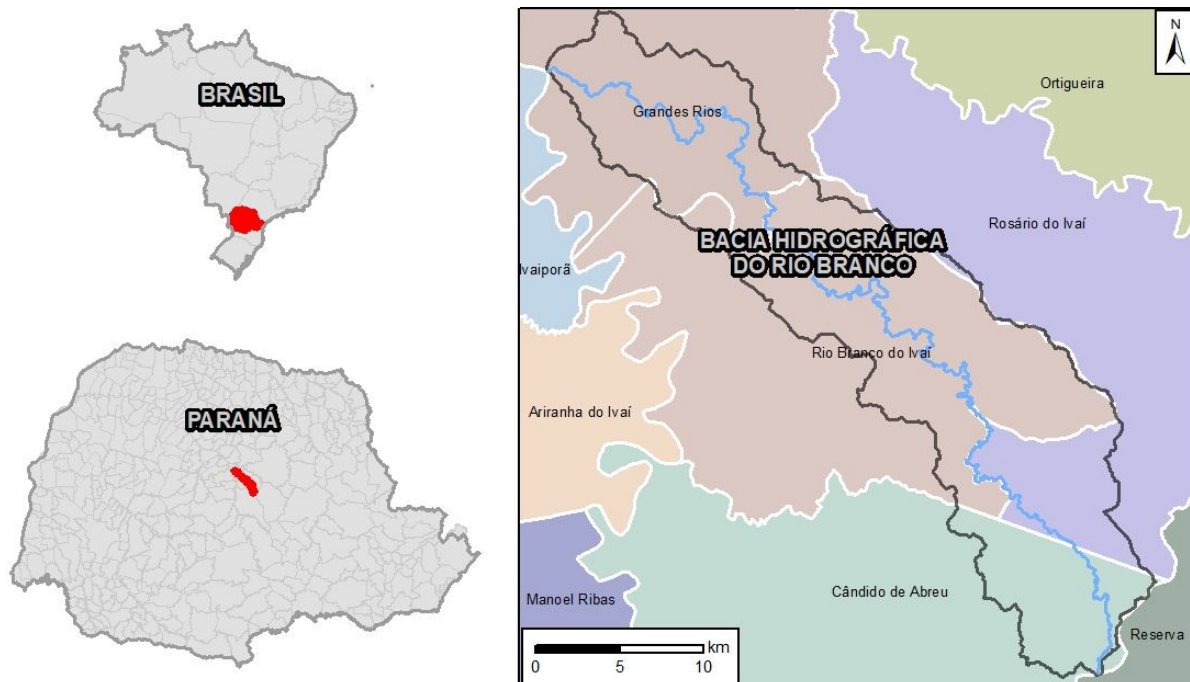 BRASIL
PARANÁ
N
Ortigueira
Grandes Rios
Rosário do Ivaí
BACIA HIDROGRÁFICA
DO RIO BRANCO
Ivaiporã
Rio Branco do Ivaí
Ariranha do Ivaí
Cândido de Abreu
Manoel Ribas
Reserva
km
0 5 10